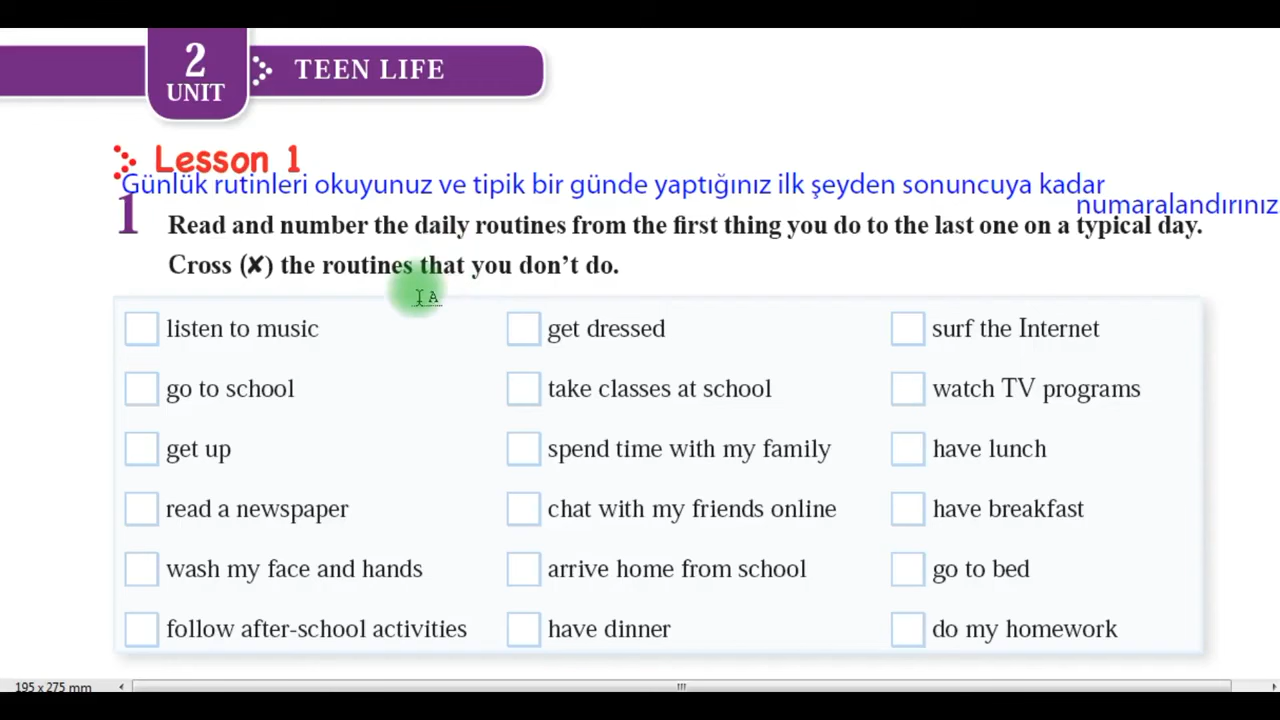 2
UNIT
TEEN LIFE
Lesson 1
Günlük rutinleri okuyunuz ve tipik bir günde yaptığınız ilk şeyden sonuncuya kadar
numaralandırınız
1
Read and number the daily routines from the first thing you do to the last one on a typical day.
Cross (✘) the routines that you don't do.
A
listen to music
get dressed
surf the Internet
go to school
take classes at school
watch TV programs
get up
spend time with my family
have lunch
read a newspaper
chat with my friends online
have breakfast
wash my face and hands
arrive home from school
go to bed
follow after-school activities
have dinner
do my homework
195 x 275 mm